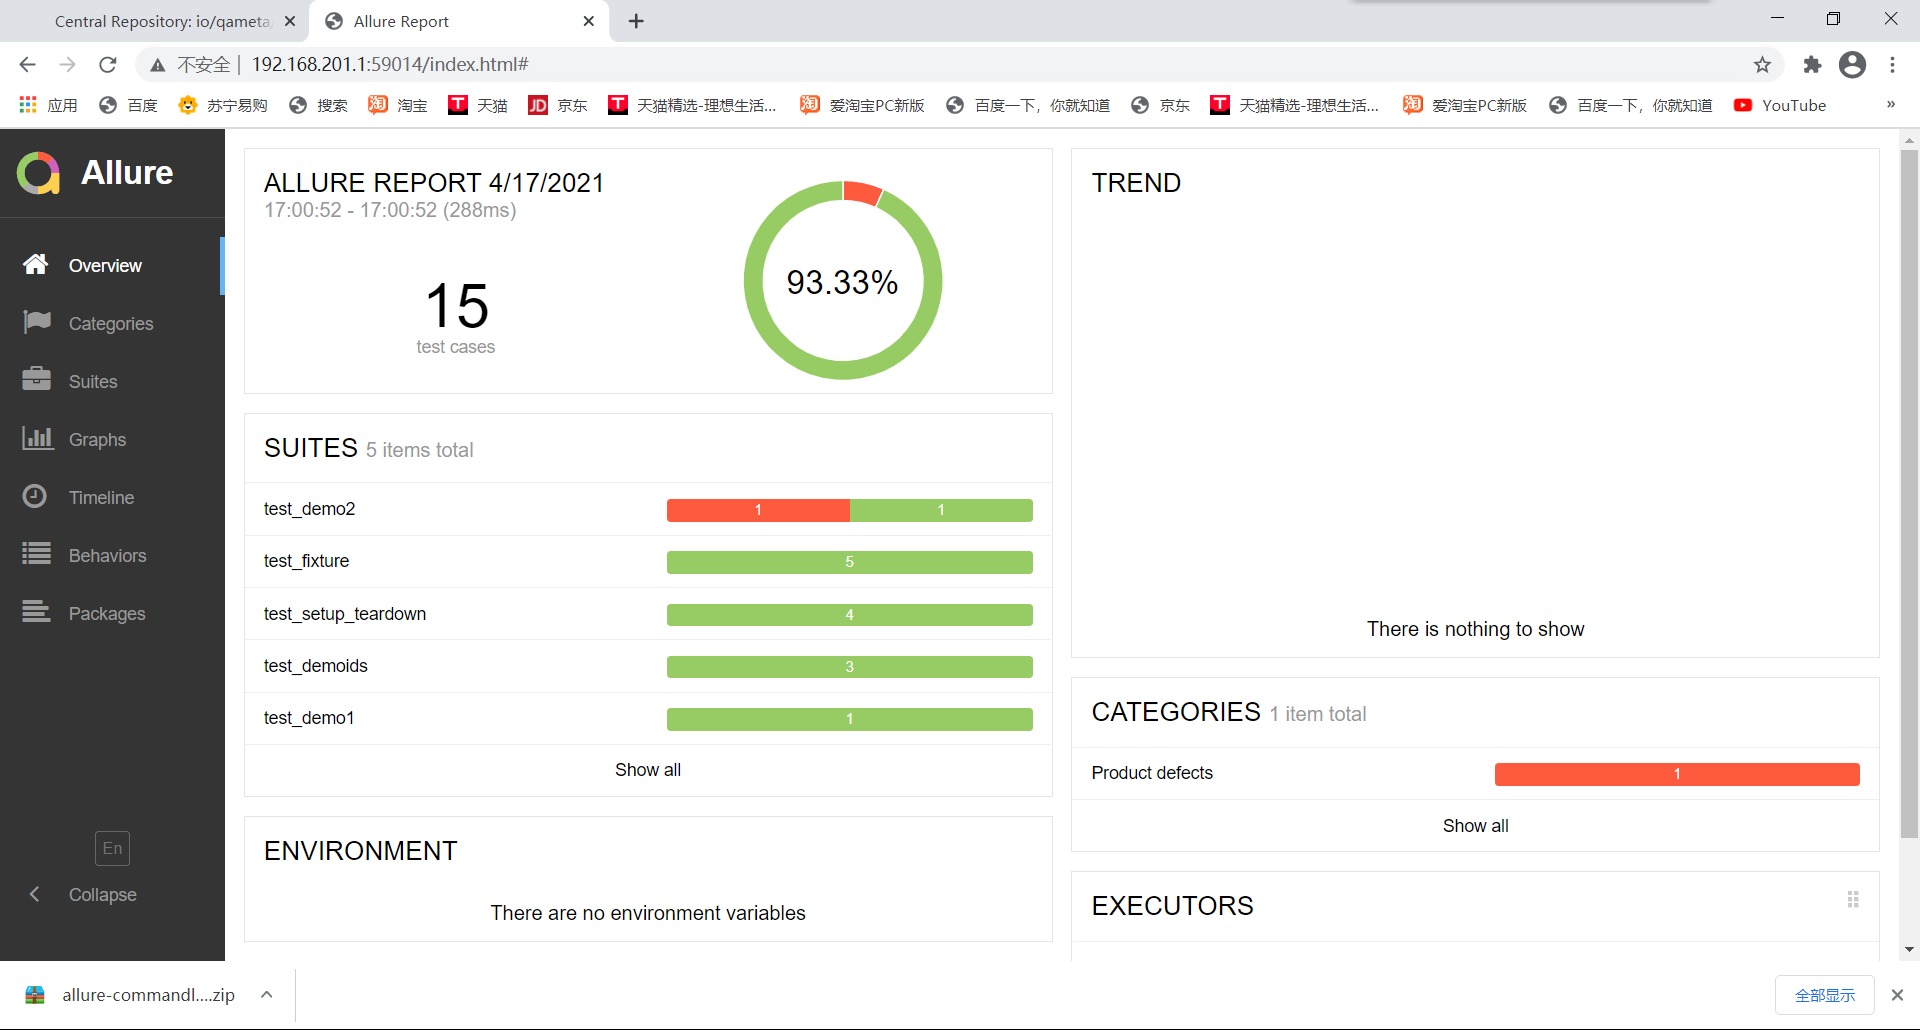 Central Repository: io/qameta
Allure Report
不安全 | 192.168.201.1:59014/index.html#
应用 百度 苏宁易购 搜索 淘宝 天猫 京东 天猫精选-理想生活... 爱淘宝PC新版 百度一下，你就知道 京东 天猫精选-理想生活... 爱淘宝PC新版 百度一下，你就知道 YouTube »
Allure
Overview
Categories
Suites
Graphs
Timeline
Behaviors
Packages
En
Collapse
ALLURE REPORT 4/17/2021
17:00:52 - 17:00:52 (288ms)
15
test cases
93.33%
SUITES 5 items total
test_demo2 1 1
test_fixture 5
test_setup_teardown 4
test_demoids 3
test_demo1 1
Show all
ENVIRONMENT
There are no environment variables
TREND
There is nothing to show
CATEGORIES 1 item total
Product defects 1
Show all
EXECUTORS
allure-commandl....zip
全部显示